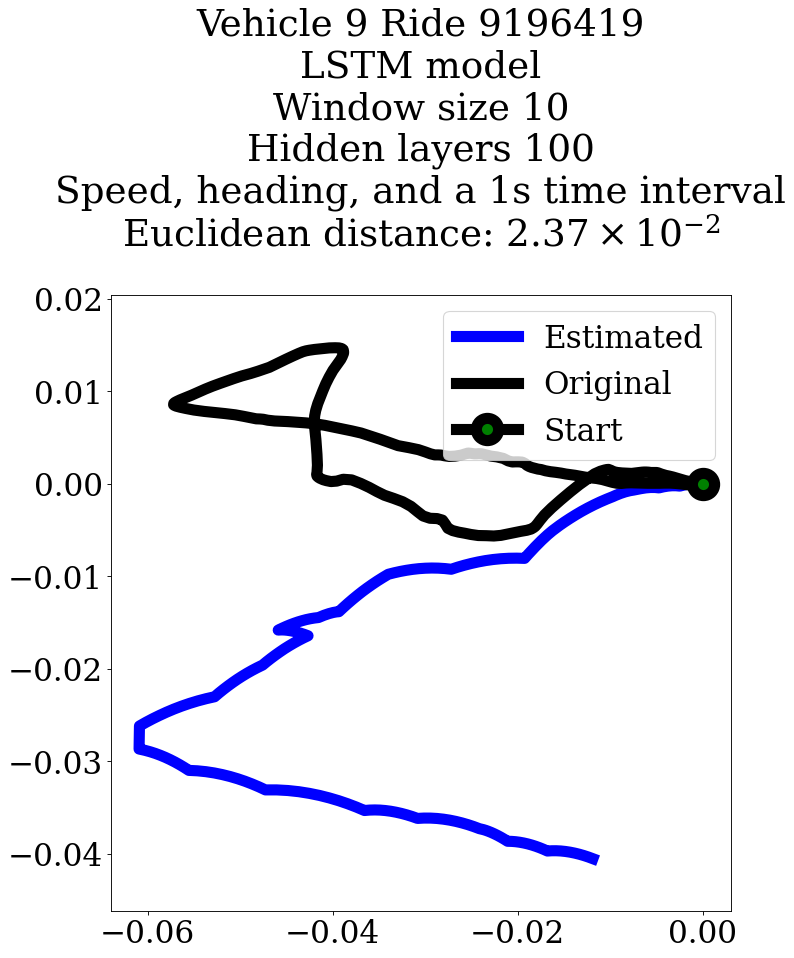 Vehicle 9 Ride 9196419
LSTM model
Window size 10
Hidden layers 100
Speed, heading, and a 1s time interval
Euclidean distance: 2.37 × 10⁻²
0.02
0.01
0.00
−0.01
−0.02
−0.03
−0.04
Estimated
Original
Start
−0.06
−0.04
−0.02
0.00